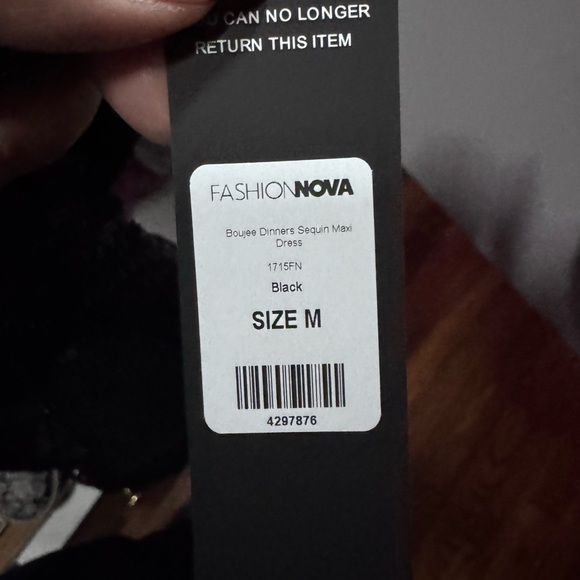 CAN NO LONGER
RETURN THIS ITEM
FASHIONNOVA
Boujee Dinners Sequin Maxi
Dress
1715FN
Black
SIZE M
4297876